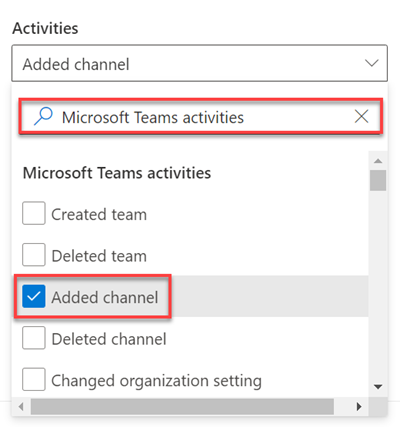 Activities
Added channel
Microsoft Teams activities
Microsoft Teams activities
Created team
Deleted team
Added channel
Deleted channel
Changed organization setting